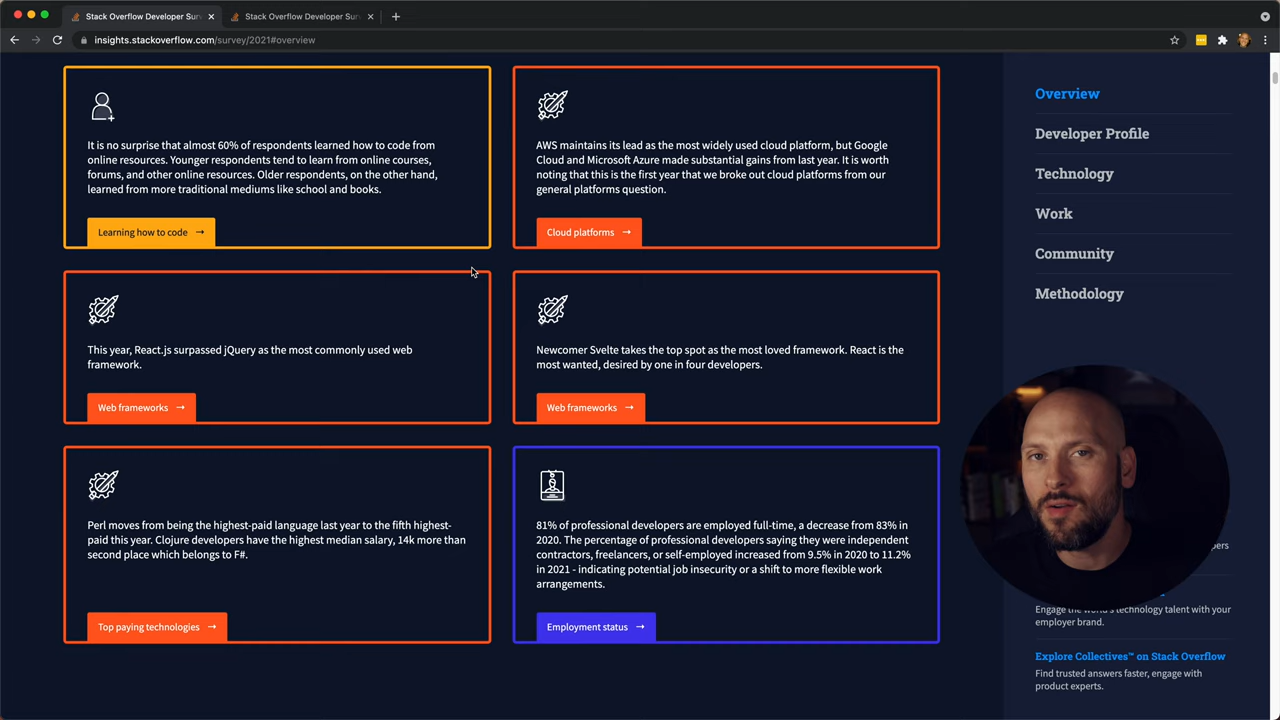 Stack Overflow Developer Surv
Stack Overflow Developer Surv
insights.stackoverflow.com/survey/2021#overview
It is no surprise that almost 60% of respondents learned how to code from
online resources. Younger respondents tend to learn from online courses,
forums, and other online resources. Older respondents, on the other hand,
learned from more traditional mediums like school and books.
Learning how to code →
AWS maintains its lead as the most widely used cloud platform, but Google
Cloud and Microsoft Azure made substantial gains from last year. It is worth
noting that this is the first year that we broke out cloud platforms from our
general platforms question.
Cloud platforms →
This year, React.js surpassed jQuery as the most commonly used web
framework.
Web frameworks →
Newcomer Svelte takes the top spot as the most loved framework. React is the
most wanted, desired by one in four developers.
Web frameworks →
Perl moves from being the highest-paid language last year to the fifth highest-
paid this year. Clojure developers have the highest median salary, 14k more than
second place which belongs to F#.
Top paying technologies →
81% of professional developers are employed full-time, a decrease from 83% in
2020. The percentage of professional developers saying they were independent
contractors, freelancers, or self-employed increased from 9.5% in 2020 to 11.2%
in 2021 - indicating potential job insecurity or a shift to more flexible work
arrangements.
Employment status →
Overview
Developer Profile
Technology
Work
Community
Methodology
Engage the world's technology talent with your
employer brand.
Explore Collectives™ on Stack Overflow
Find trusted answers faster, engage with
product experts.